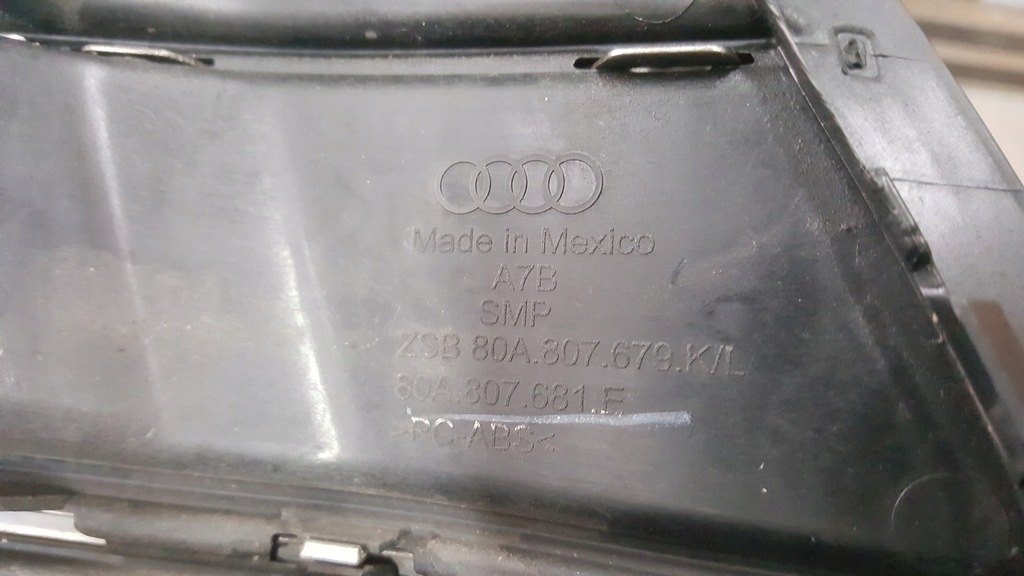 Made in Mexico
A7B
SMP
ZSB 80A.807.679.K/L
80A.807.681.E
>PC-ABS<